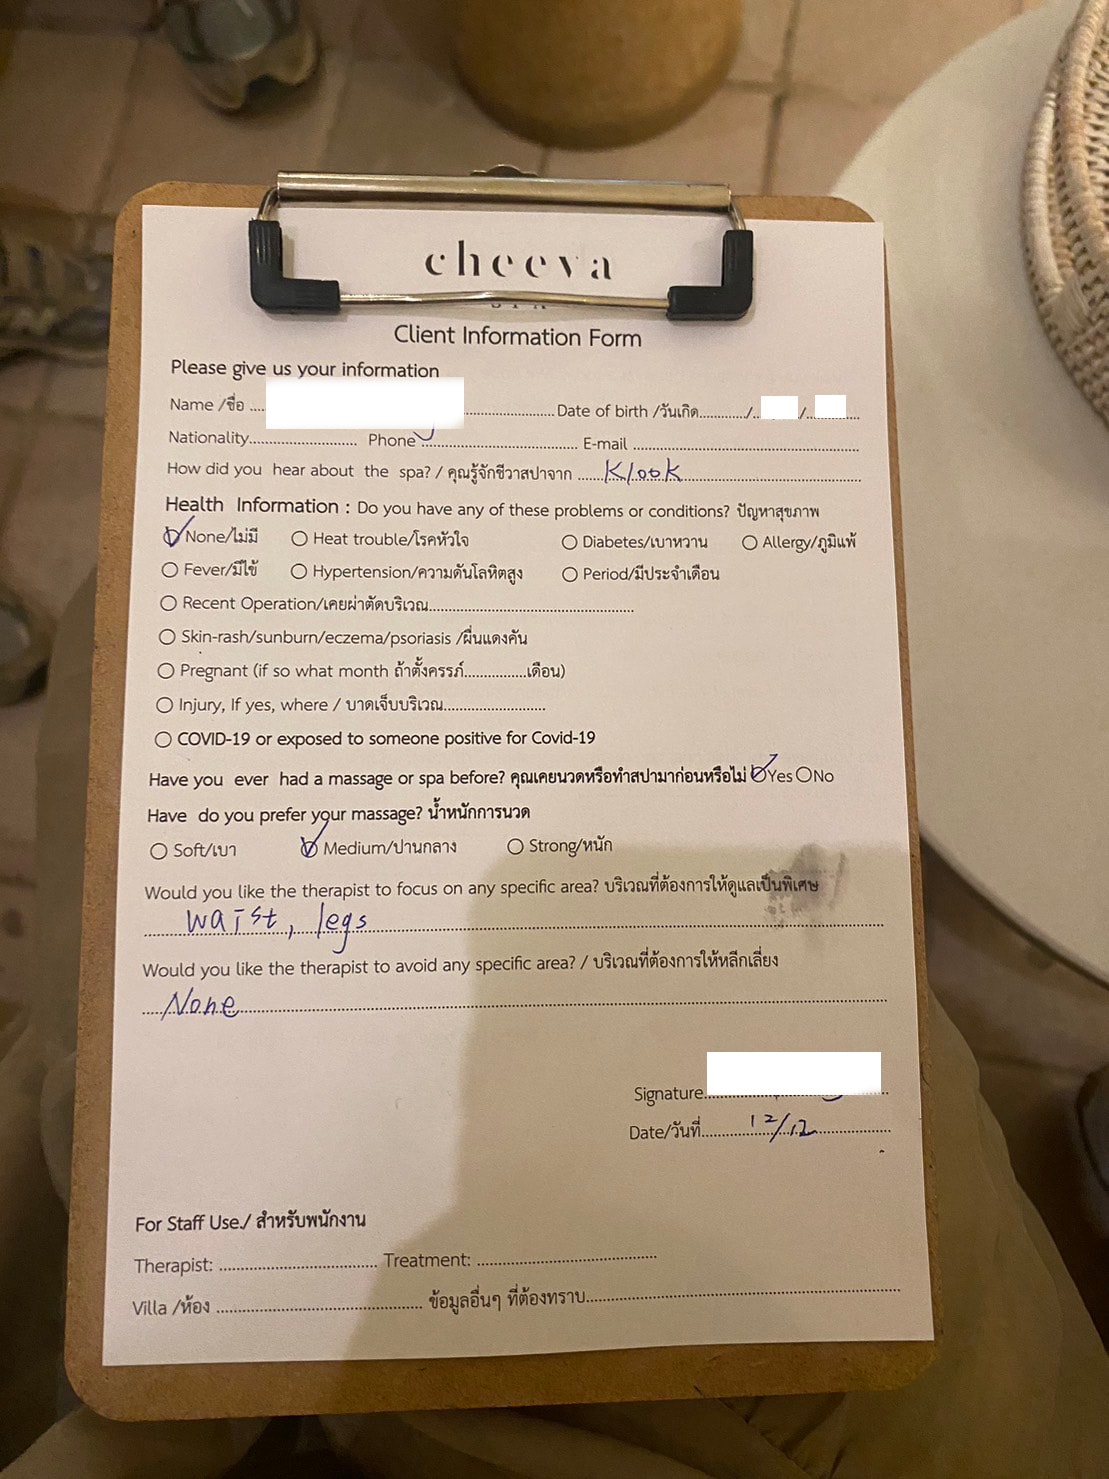 cheeva
SPA
Client Information Form
Please give us your information
Name /ชื่อ .... ................Date of birth /วันเกิด............/.. /........
Nationality........................... Phone....................................... E-mail ......................................................
How did you hear about the spa? / คุณรู้จักชีวาสปาจาก ......Klook.............................................
Health Information : Do you have any of these problems or conditions? ปัญหาสุขภาพ
None/ไม่มี Heat trouble/โรคหัวใจ Diabetes/เบาหวาน Allergy/ภูมิแพ้
Fever/มีไข้ Hypertension/ความดันโลหิตสูง Period/มีประจำเดือน
Recent Operation/เคยผ่าตัดบริเวณ...................................................
Skin-rash/sunburn/eczema/psoriasis /ผื่นแดงคัน
Pregnant (if so what month ถ้าตั้งครรภ์...............เดือน)
Injury, If yes, where / บาดเจ็บบริเวณ.........................
COVID-19 or exposed to someone positive for Covid-19
Have you ever had a massage or spa before? คุณเคยนวดหรือทำสปามาก่อนหรือไม่ Yes No
Have do you prefer your massage? น้ำหนักการนวด
Soft/เบา Medium/ปานกลาง Strong/หนัก
Would you like the therapist to focus on any specific area? บริเวณที่ต้องการให้ดูแลเป็นพิเศษ
waist, legs
Would you like the therapist to avoid any specific area? / บริเวณที่ต้องการให้หลีกเลี่ยง
None
Signature.............................................
Date/วันที่............12/12..................
For Staff Use./ สำหรับพนักงาน
Therapist: ....................................... Treatment: .............................................
Villa /ห้อง .................................................... ข้อมูลอื่นๆ ที่ต้องทราบ..............................................................................